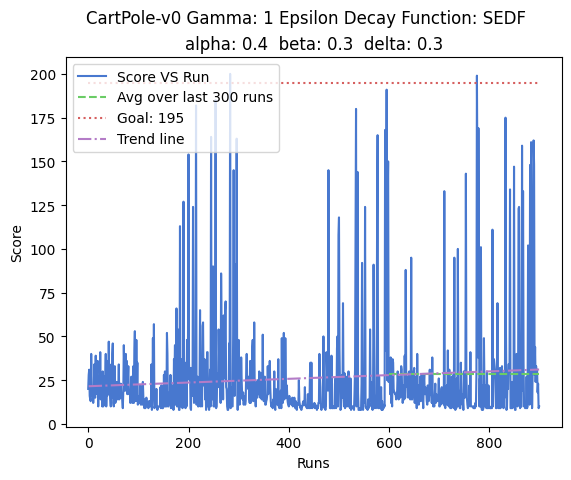 CartPole-v0 Gamma: 1 Epsilon Decay Function: SEDF
alpha: 0.4 beta: 0.3 delta: 0.3
Score VS Run
Avg over last 300 runs
Goal: 195
Trend line
200
175
150
125
100
75
50
25
0
Score
0 200 400 600 800
Runs